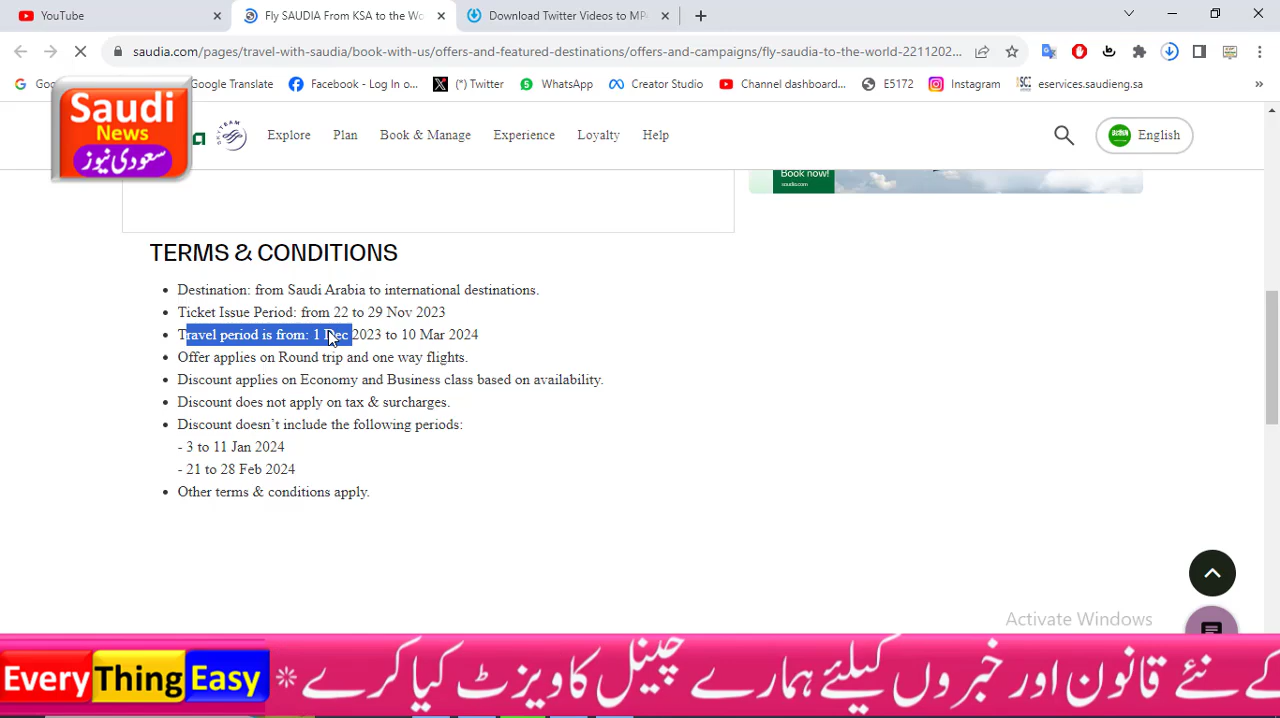 YouTube
Fly SAUDIA From KSA to the Wo
Download Twitter Videos to MP
saudia.com/pages/travel-with-saudia/book-with-us/offers-and-featured-destinations/offers-and-campaigns/fly-saudia-to-the-world-2211202...
Goo
Google Translate
Facebook - Log In o...
(*) Twitter
WhatsApp
Creator Studio
Channel dashboard...
E5172
Instagram
eservices.saudieng.sa
»
Saudi
News
سعودی نیوز
Explore
Plan
Book & Manage
Experience
Loyalty
Help
English
Book now!
saudia.com
TERMS & CONDITIONS
• Destination: from Saudi Arabia to international destinations.
• Ticket Issue Period: from 22 to 29 Nov 2023
• Travel period is from: 1 Dec 2023 to 10 Mar 2024
• Offer applies on Round trip and one way flights.
• Discount applies on Economy and Business class based on availability.
• Discount does not apply on tax & surcharges.
• Discount doesn’t include the following periods:
- 3 to 11 Jan 2024
- 21 to 28 Feb 2024
• Other terms & conditions apply.
Activate Windows
EveryThing Easy
کے نئے قانون اور خبروں کیلئے ہمارے چینل کا ویزٹ کیا کرے *